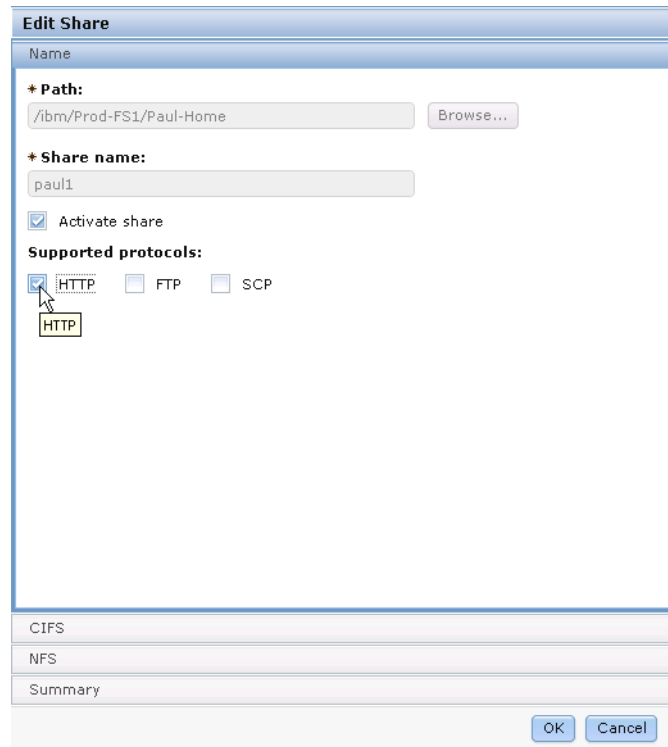 Edit Share
Name
* Path:
/ibm/Prod-FS1/Paul-Home Browse...
* Share name:
paul1
Activate share
Supported protocols:
HTTP FTP SCP
HTTP
CIFS
NFS
Summary
OK Cancel